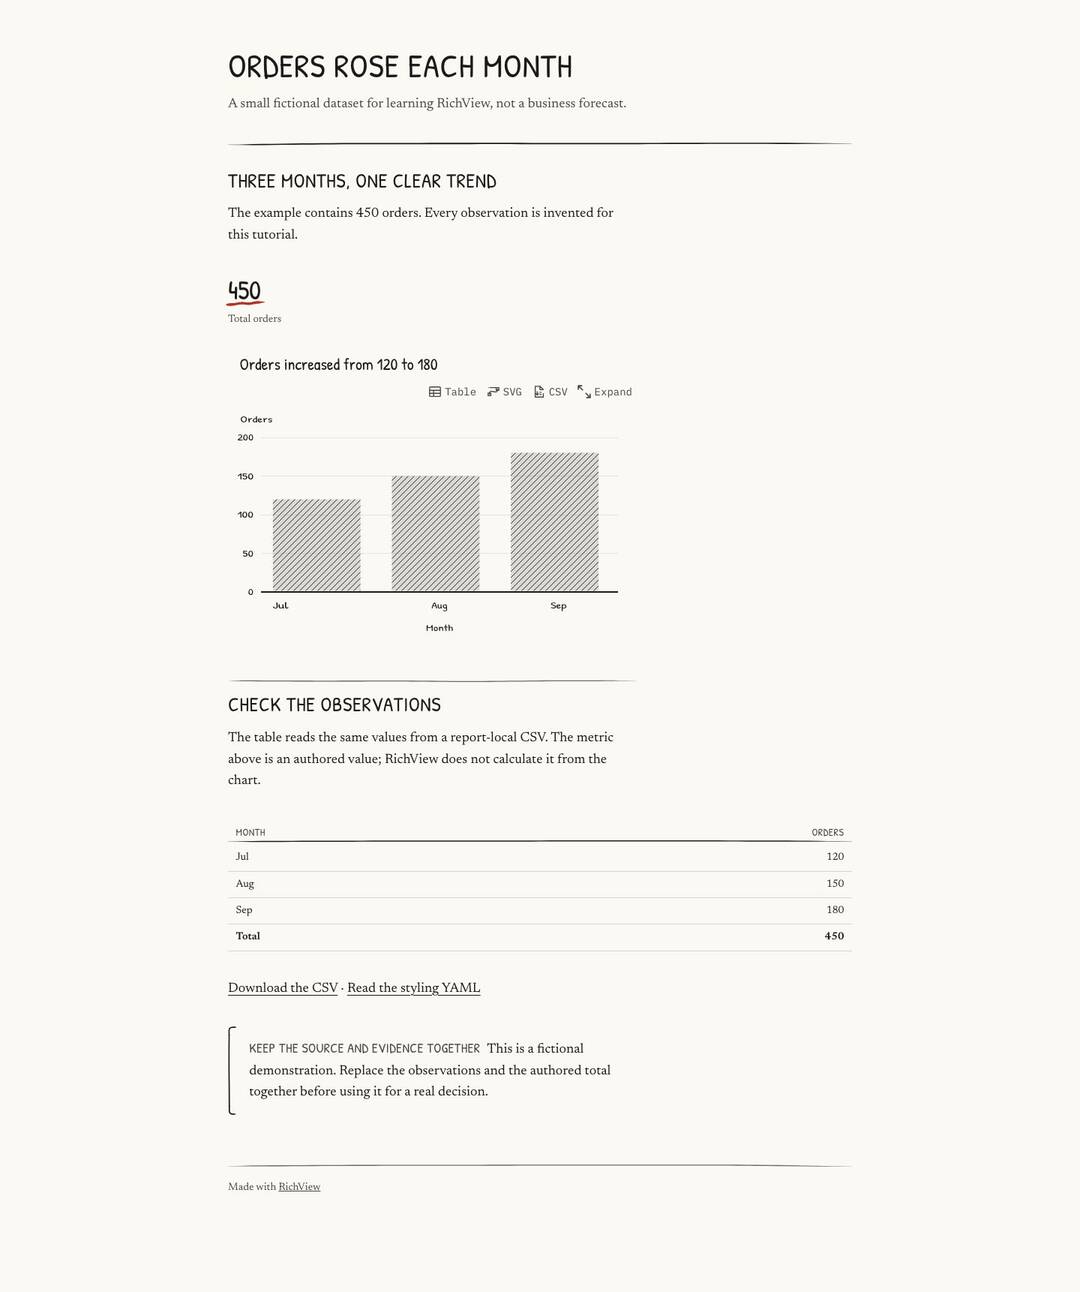 ORDERS ROSE EACH MONTH
A small fictional dataset for learning RichView, not a business forecast.
THREE MONTHS, ONE CLEAR TREND
The example contains 450 orders. Every observation is invented for
this tutorial.
450
Total orders
Orders increased from 120 to 180
Table SVG CSV Expand
Orders
200
150
100
50
0
Jul Aug Sep
Month
CHECK THE OBSERVATIONS
The table reads the same values from a report-local CSV. The metric
above is an authored value; RichView does not calculate it from the
chart.
MONTH ORDERS
Jul 120
Aug 150
Sep 180
Total 450
Download the CSV · Read the styling YAML
KEEP THE SOURCE AND EVIDENCE TOGETHER This is a fictional
demonstration. Replace the observations and the authored total
together before using it for a real decision.
Made with RichView